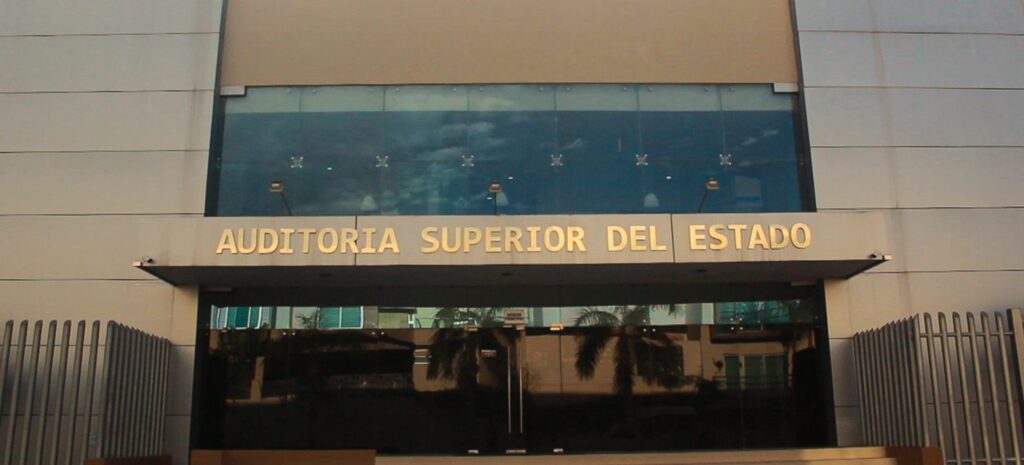 AUDITORIA SUPERIOR DEL ESTADO